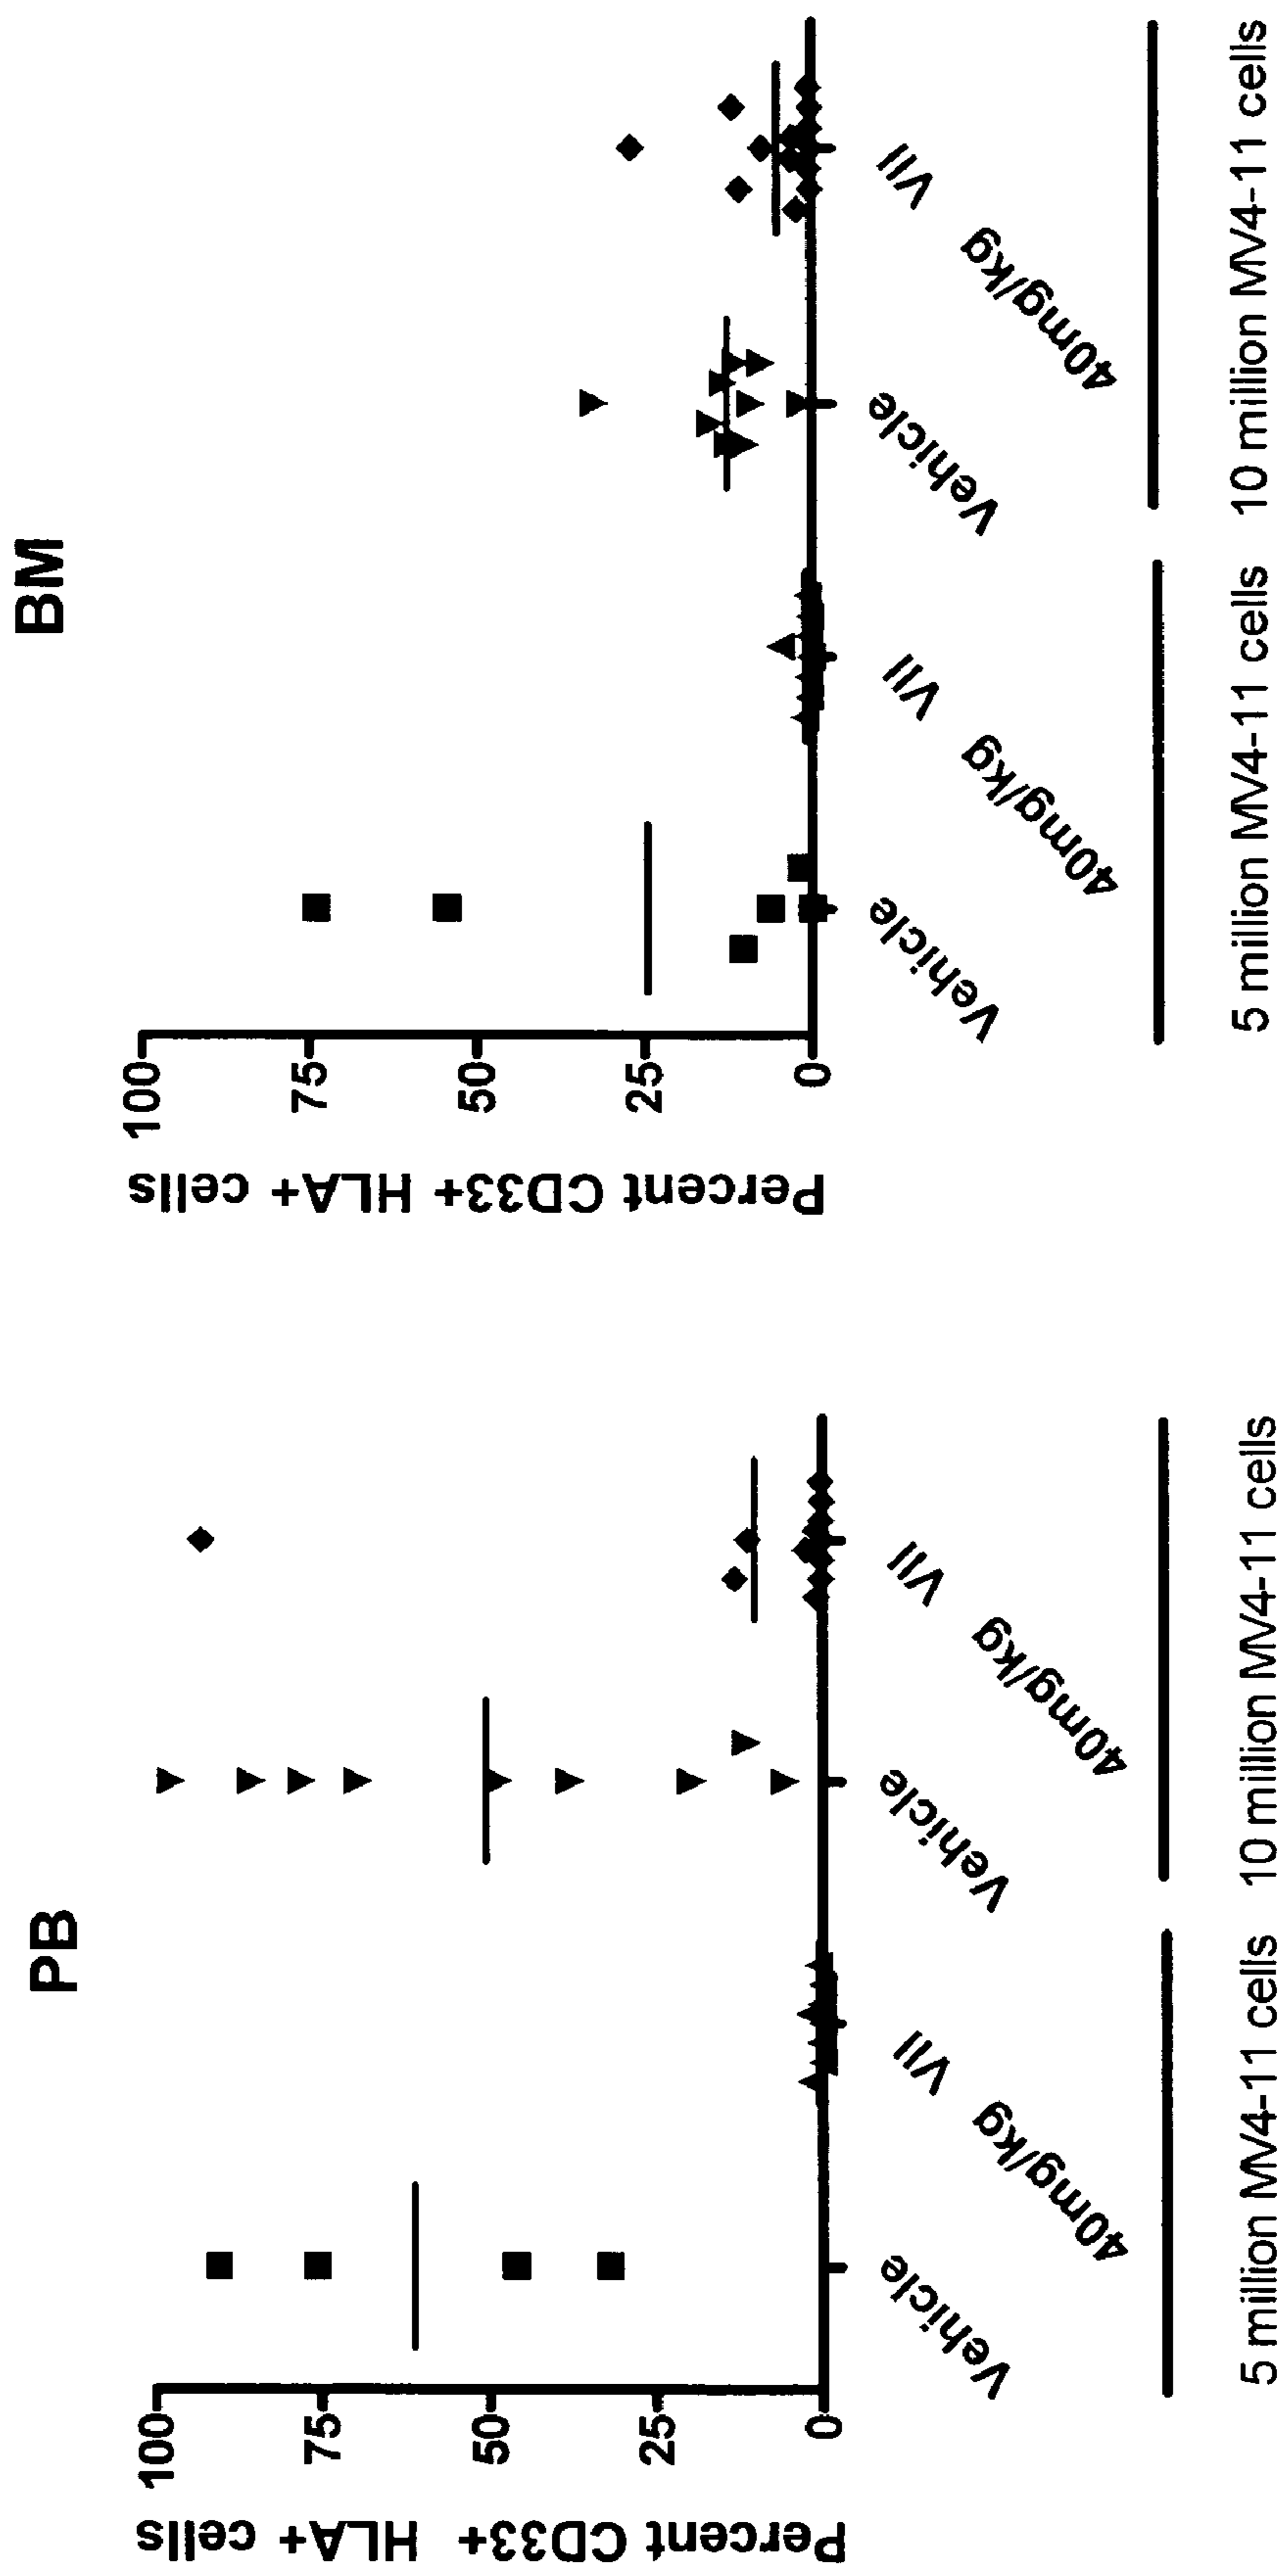 PB
Percent CD33+ HLA+ cells
100
75
50
25
0
Vehicle
VII
40mg/kg
Vehicle
VII
40mg/kg
5 million MV4-11 cells
10 million MV4-11 cells
BM
Percent CD33+ HLA+ cells
100
75
50
25
0
Vehicle
VII
40mg/kg
Vehicle
VII
40mg/kg
5 million MV4-11 cells
10 million MV4-11 cells